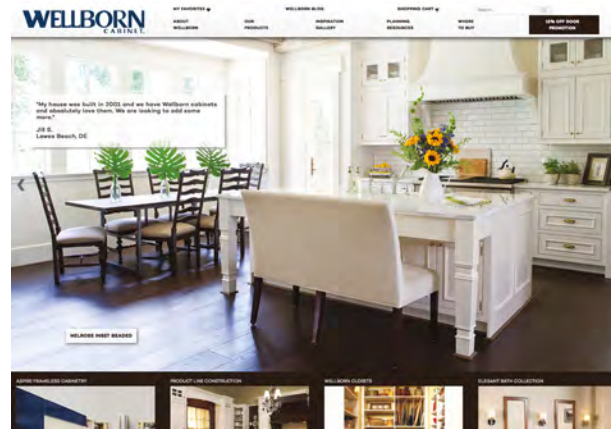 WELLBORN
CABINET.
MY FAVORITES
WELLBORN BLOG
SHOPPING CART
Search
ABOUT
WELLBORN
OUR
PRODUCTS
INSPIRATION
GALLERY
PLANNING
RESOURCES
WHERE
TO BUY
15% OFF DOOR
PROMOTION
"My house was built in 2001 and we have Wellborn cabinets
and absolutely love them. We are looking to add some
more."
Jill S.
Lewes Beach, DE
MELROSE INSET BEADED
ASPIRE FRAMELESS CABINETRY
PRODUCT LINE CONSTRUCTION
WELLBORN CLOSETS
ELEGANT BATH COLLECTION